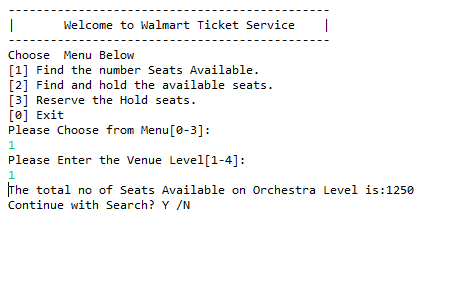 ----------------------------------------------
|       Welcome to Walmart Ticket Service    |
----------------------------------------------
Choose  Menu Below
[1] Find the number Seats Available.
[2] Find and hold the available seats.
[3] Reserve the Hold seats.
[0] Exit
Please Choose from Menu[0-3]:
1
Please Enter the Venue Level[1-4]:
1
The total no of Seats Available on Orchestra Level is:1250
Continue with Search? Y /N